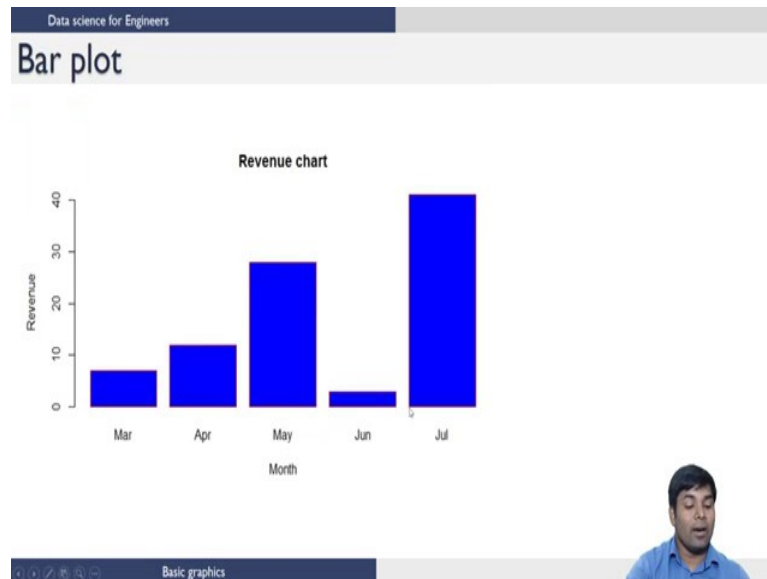 Data science for Engineers
Bar plot
Revenue chart
Revenue
40
30
20
10
0
Mar Apr May Jun Jul
Month
Basic graphics